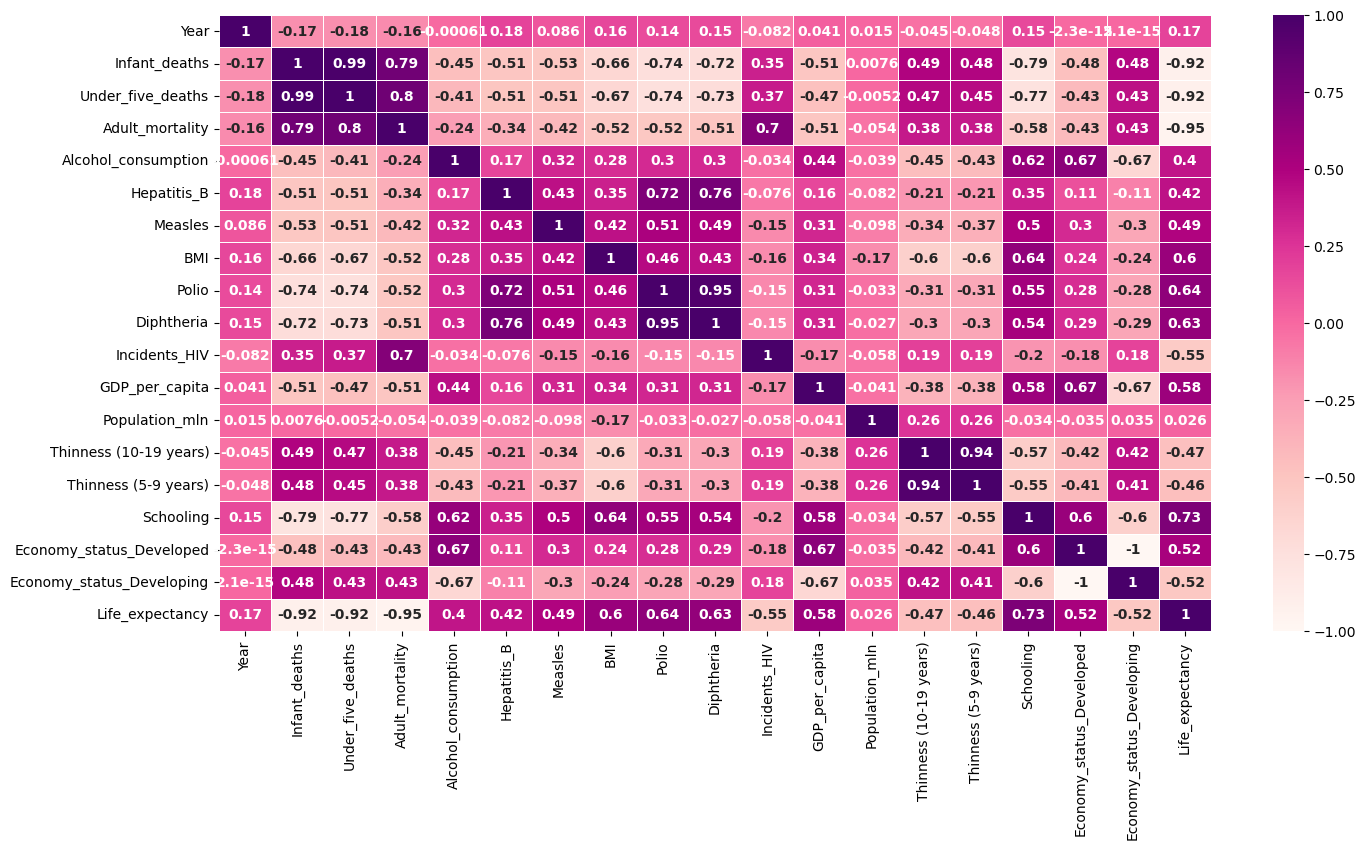 Year 1 -0.17 -0.18 -0.16 -0.00061 0.18 0.086 0.16 0.14 0.15 -0.082 0.041 0.015 -0.045 -0.048 0.15 0.17
Infant_deaths -0.17 1 0.99 0.79 -0.45 -0.51 -0.53 -0.66 -0.74 -0.72 0.35 -0.51 0.0076 0.49 0.48 -0.79 -0.48 0.48 -0.92
Under_five_deaths -0.18 0.99 1 0.8 -0.41 -0.51 -0.51 -0.67 -0.74 -0.73 0.37 -0.47 -0.0052 0.47 0.45 -0.77 -0.43 0.43 -0.92
Adult_mortality -0.16 0.79 0.8 1 -0.24 -0.34 -0.42 -0.52 -0.52 -0.51 0.7 -0.51 -0.054 0.38 0.38 -0.58 -0.43 0.43 -0.95
Alcohol_consumption -0.00061 -0.45 -0.41 -0.24 1 0.17 0.32 0.28 0.3 0.3 -0.034 0.44 -0.039 -0.45 -0.43 0.62 0.67 -0.67 0.4
Hepatitis_B 0.18 -0.51 -0.51 -0.34 0.17 1 0.43 0.35 0.72 0.76 -0.076 0.16 -0.082 -0.21 -0.21 0.35 0.11 -0.11 0.42
Measles 0.086 -0.53 -0.51 -0.42 0.32 0.43 1 0.42 0.51 0.49 -0.15 0.31 -0.098 -0.34 -0.37 0.5 0.3 -0.3 0.49
BMI 0.16 -0.66 -0.67 -0.52 0.28 0.35 0.42 1 0.46 0.43 -0.16 0.34 -0.17 -0.6 -0.6 0.64 0.24 -0.24 0.6
Polio 0.14 -0.74 -0.74 -0.52 0.3 0.72 0.51 0.46 1 0.95 -0.15 0.31 -0.033 -0.31 -0.31 0.55 0.28 -0.28 0.64
Diphtheria 0.15 -0.72 -0.73 -0.51 0.3 0.76 0.49 0.43 0.95 1 -0.15 0.31 -0.027 -0.3 -0.3 0.54 0.29 -0.29 0.63
Incidents_HIV -0.082 0.35 0.37 0.7 -0.034 -0.076 -0.15 -0.16 -0.15 -0.15 1 -0.17 -0.058 0.19 0.19 -0.2 -0.18 0.18 -0.55
GDP_per_capita 0.041 -0.51 -0.47 -0.51 0.44 0.16 0.31 0.34 0.31 0.31 -0.17 1 -0.041 -0.38 -0.38 0.58 0.67 -0.67 0.58
Population_mln 0.015 0.0076 -0.0052 -0.054 -0.039 -0.082 -0.098 -0.17 -0.033 -0.027 -0.058 -0.041 1 0.26 0.26 -0.034 -0.035 0.035 0.026
Thinness (10-19 years) -0.045 0.49 0.47 0.38 -0.45 -0.21 -0.34 -0.6 -0.31 -0.3 0.19 -0.38 0.26 1 0.94 -0.57 -0.42 0.42 -0.47
Thinness (5-9 years) -0.048 0.48 0.45 0.38 -0.43 -0.21 -0.37 -0.6 -0.31 -0.3 0.19 -0.38 0.26 0.94 1 -0.55 -0.41 0.41 -0.46
Schooling 0.15 -0.79 -0.77 -0.58 0.62 0.35 0.5 0.64 0.55 0.54 -0.2 0.58 -0.034 -0.57 -0.55 1 0.6 -0.6 0.73
Economy_status_Developed -0.48 -0.43 -0.43 0.67 0.11 0.3 0.24 0.28 0.29 -0.18 0.67 -0.035 -0.42 -0.41 0.6 1 -1 0.52
Economy_status_Developing 0.48 0.43 0.43 -0.67 -0.11 -0.3 -0.24 -0.28 -0.29 0.18 -0.67 0.035 0.42 0.41 -0.6 -1 1 -0.52
Life_expectancy 0.17 -0.92 -0.92 -0.95 0.4 0.42 0.49 0.6 0.64 0.63 -0.55 0.58 0.026 -0.47 -0.46 0.73 0.52 -0.52 1
Year
Infant_deaths
Under_five_deaths
Adult_mortality
Alcohol_consumption
Hepatitis_B
Measles
BMI
Polio
Diphtheria
Incidents_HIV
GDP_per_capita
Population_mln
Thinness (10-19 years)
Thinness (5-9 years)
Schooling
Economy_status_Developed
Economy_status_Developing
Life_expectancy
1.00
0.75
0.50
0.25
0.00
−0.25
−0.50
−0.75
−1.00